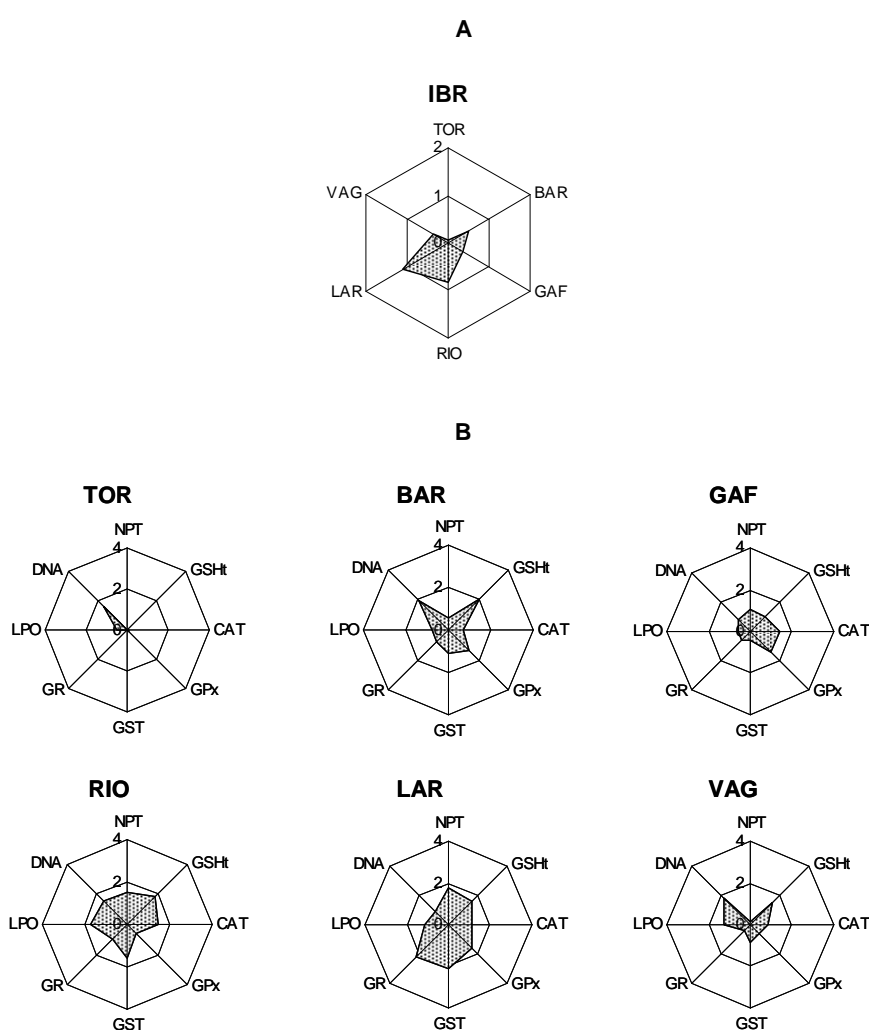 A
IBR
TOR
2
VAG 1 BAR
0
LAR GAF
RIO
B
TOR BAR GAF
NPT NPT NPT
4 4 4
DNA GSHt DNA GSHt DNA GSHt
2 2 2
LPO 0 CAT LPO 0 CAT LPO 0 CAT
GR GPx GR GPx GR GPx
GST GST GST
RIO LAR VAG
NPT NPT NPT
4 4 4
DNA GSHt DNA GSHt DNA GSHt
2 2 2
LPO 0 CAT LPO 0 CAT LPO 0 CAT
GR GPx GR GPx GR GPx
GST GST GST